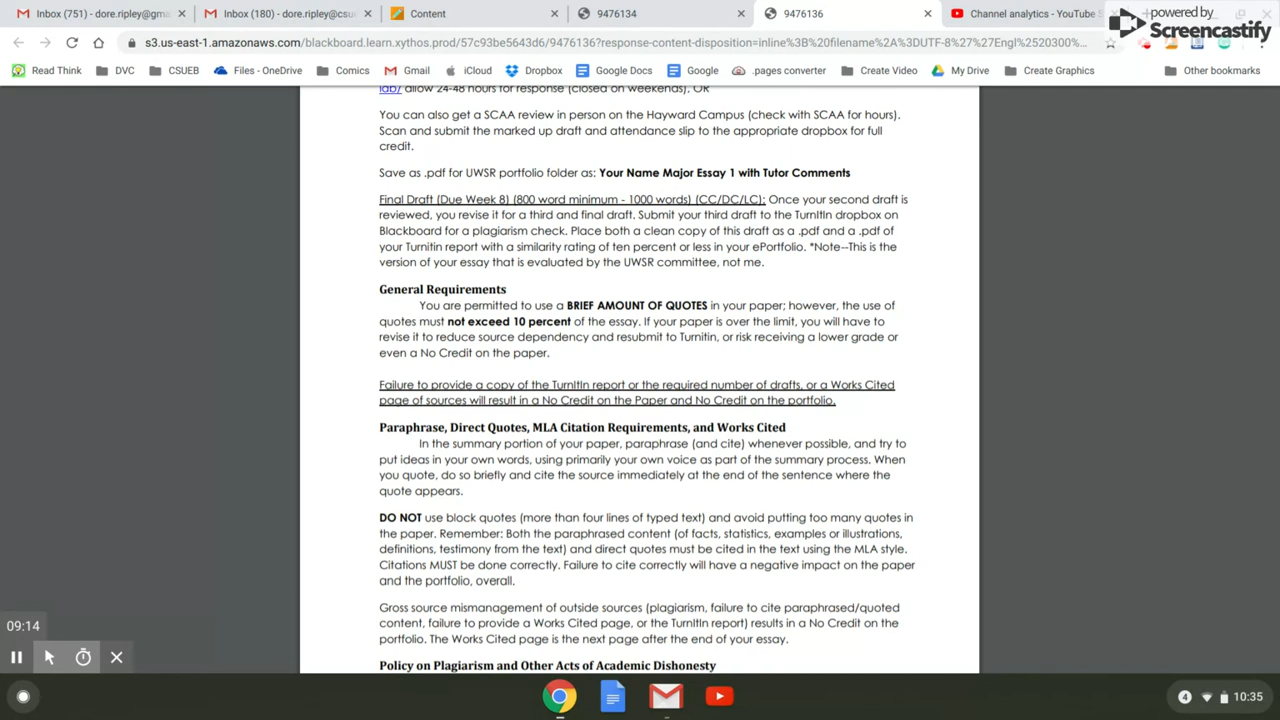 Inbox (751) - dore.ripley@gm
Inbox (180) - dore.ripley@csu
Content
9476134
9476136
Channel analytics - YouTube S
powered by
Screencastify
s3.us-east-1.amazonaws.com/blackboard.learn.xythos.prod/57c93be5643d6/9476136?response-content-disposition=inline%3B%20filename%2A%3DUTF-8%27%27Engl%2520300%...
Read Think
DVC
CSUEB
Files - OneDrive
Comics
Gmail
iCloud
Dropbox
Google Docs
Google
.pages converter
Create Video
My Drive
Create Graphics
Other bookmarks
lab/ allow 24-48 hours for response (closed on weekends), OR
You can also get a SCAA review in person on the Hayward Campus (check with SCAA for hours).
Scan and submit the marked up draft and attendance slip to the appropriate dropbox for full
credit.
Save as .pdf for UWSR portfolio folder as: Your Name Major Essay 1 with Tutor Comments
Final Draft (Due Week 8) (800 word minimum - 1000 words) (CC/DC/LC): Once your second draft is
reviewed, you revise it for a third and final draft. Submit your third draft to the TurnItIn dropbox on
Blackboard for a plagiarism check. Place both a clean copy of this draft as a .pdf and a .pdf of
your Turnitin report with a similarity rating of ten percent or less in your ePortfolio. *Note--This is the
version of your essay that is evaluated by the UWSR committee, not me.
General Requirements
You are permitted to use a BRIEF AMOUNT OF QUOTES in your paper; however, the use of
quotes must not exceed 10 percent of the essay. If your paper is over the limit, you will have to
revise it to reduce source dependency and resubmit to Turnitin, or risk receiving a lower grade or
even a No Credit on the paper.
Failure to provide a copy of the TurnItIn report or the required number of drafts, or a Works Cited
page of sources will result in a No Credit on the Paper and No Credit on the portfolio.
Paraphrase, Direct Quotes, MLA Citation Requirements, and Works Cited
In the summary portion of your paper, paraphrase (and cite) whenever possible, and try to
put ideas in your own words, using primarily your own voice as part of the summary process. When
you quote, do so briefly and cite the source immediately at the end of the sentence where the
quote appears.
DO NOT use block quotes (more than four lines of typed text) and avoid putting too many quotes in
the paper. Remember: Both the paraphrased content (of facts, statistics, examples or illustrations,
definitions, testimony from the text) and direct quotes must be cited in the text using the MLA style.
Citations MUST be done correctly. Failure to cite correctly will have a negative impact on the paper
and the portfolio, overall.
Gross source mismanagement of outside sources (plagiarism, failure to cite paraphrased/quoted
content, failure to provide a Works Cited page, or the TurnItIn report) results in a No Credit on the
portfolio. The Works Cited page is the next page after the end of your essay.
Policy on Plagiarism and Other Acts of Academic Dishonesty
09:14
4
10:35